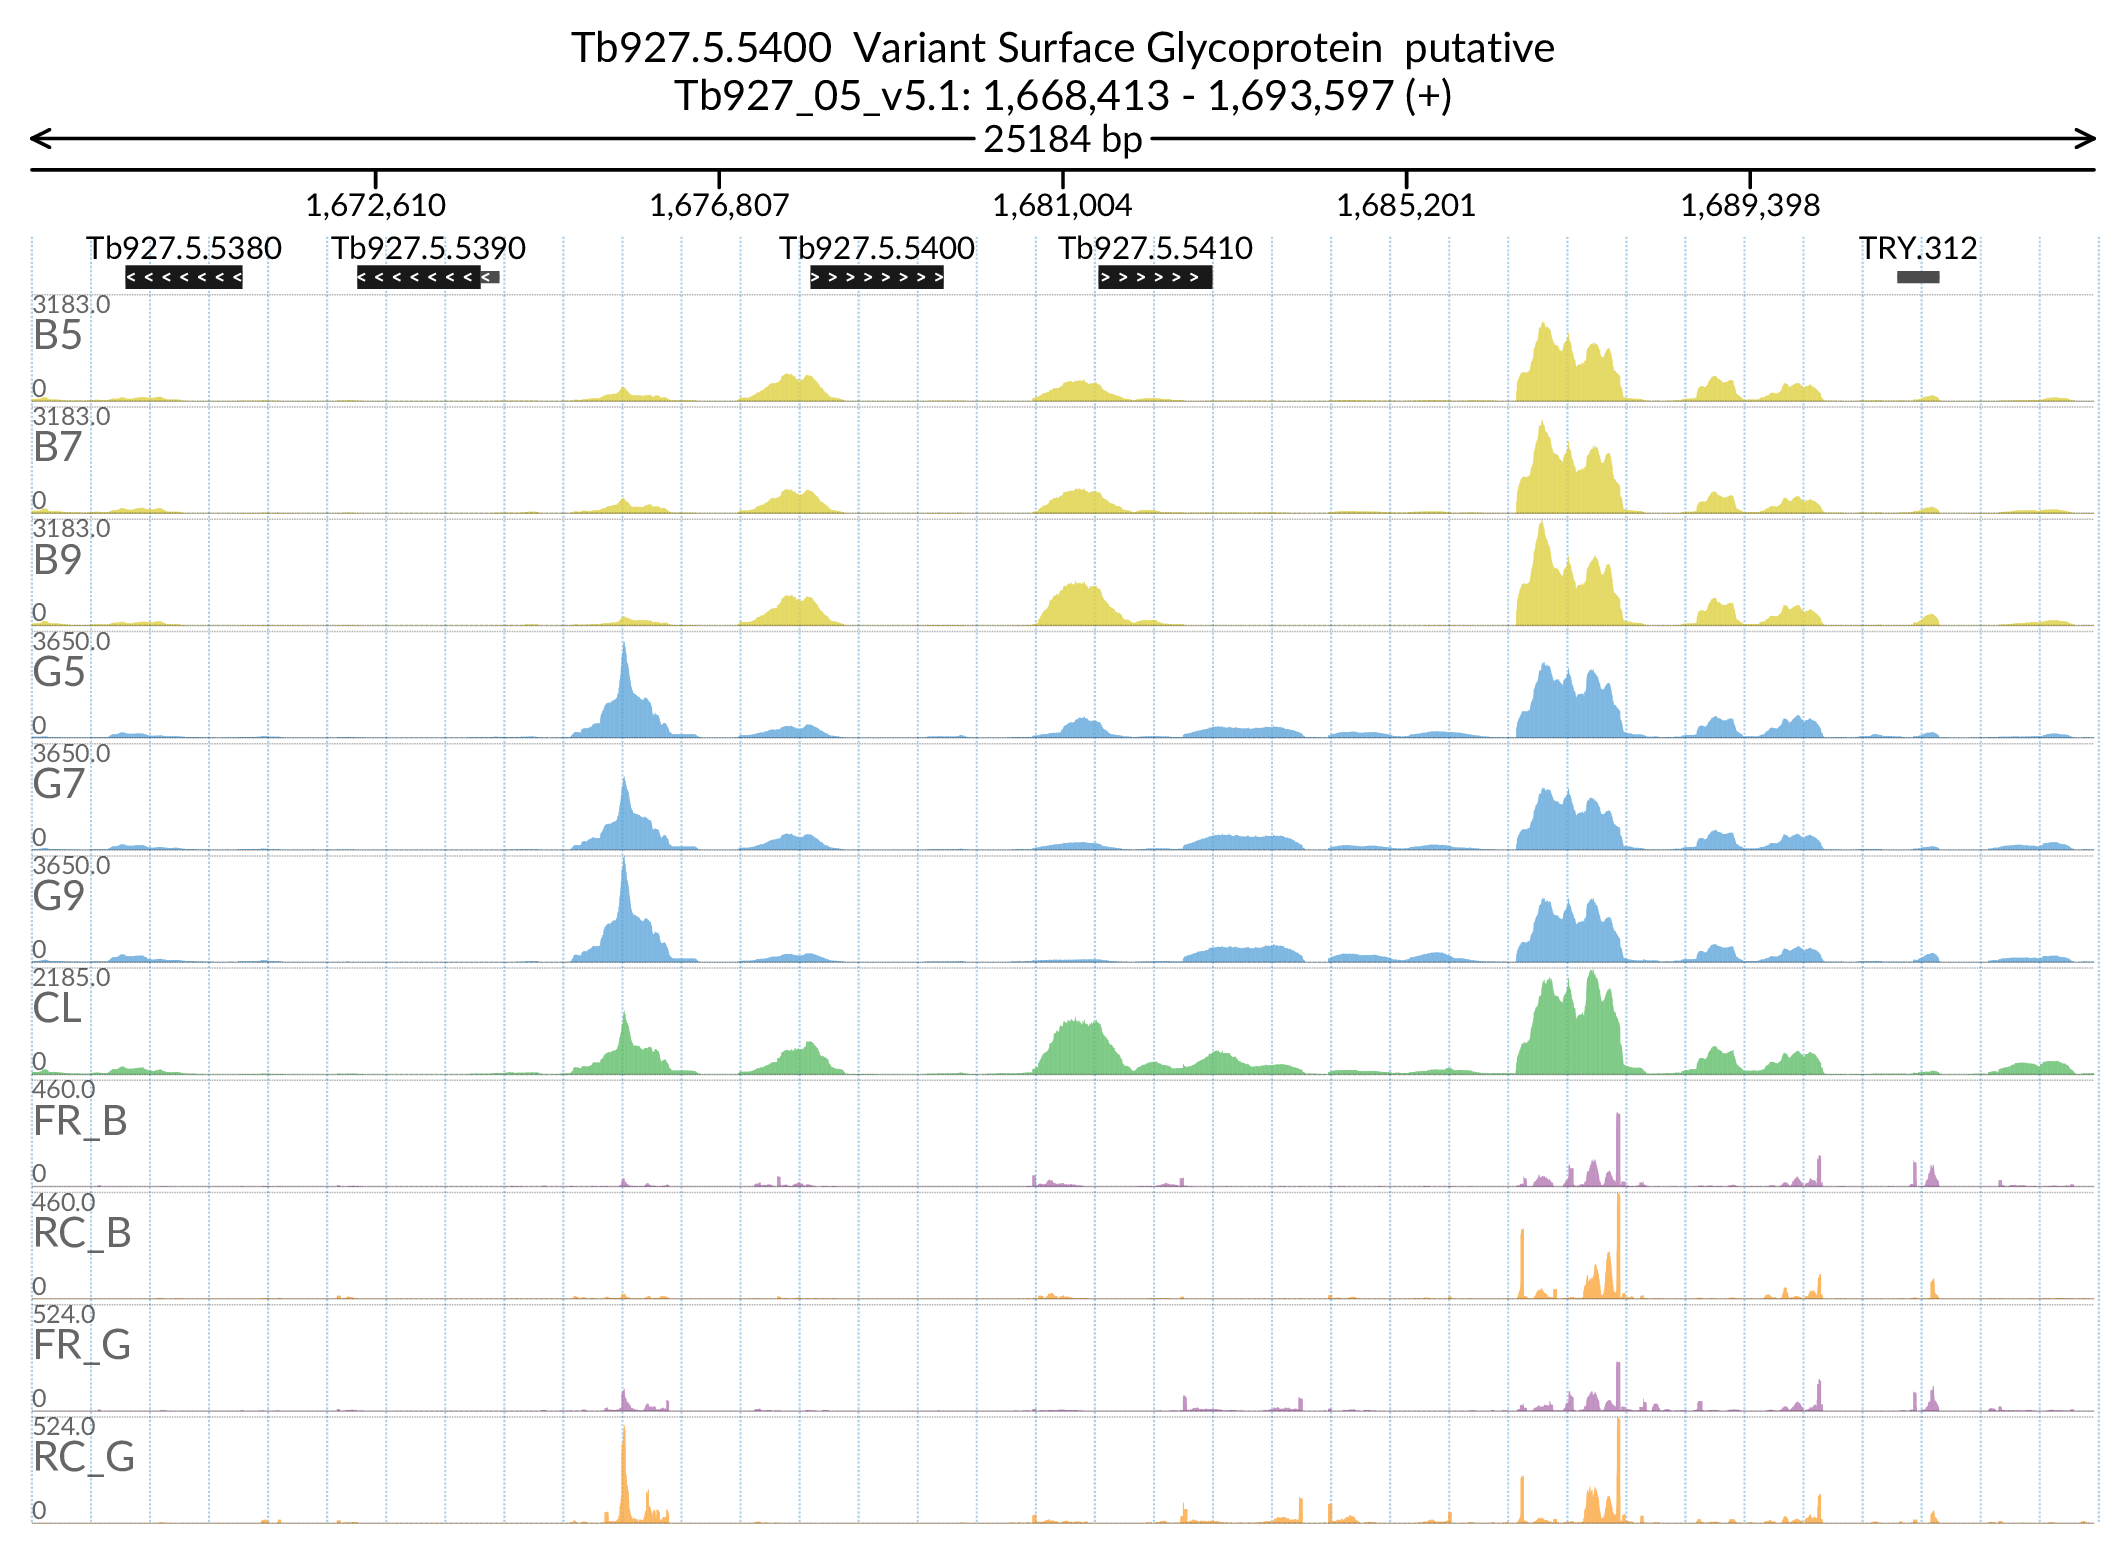 Tb927.5.5400 Variant Surface Glycoprotein putative
Tb927_05_v5.1: 1,668,413 - 1,693,597 (+)
25184 bp
1,672,610 1,676,807 1,681,004 1,685,201 1,689,398
Tb927.5.5380 Tb927.5.5390 Tb927.5.5400 Tb927.5.5410 TRY.312
3183.0
B5
0
3183.0
B7
0
3183.0
B9
0
3650.0
G5
0
3650.0
G7
0
3650.0
G9
0
2185.0
CL
0
460.0
FR_B
0
460.0
RC_B
0
524.0
FR_G
0
524.0
RC_G
0